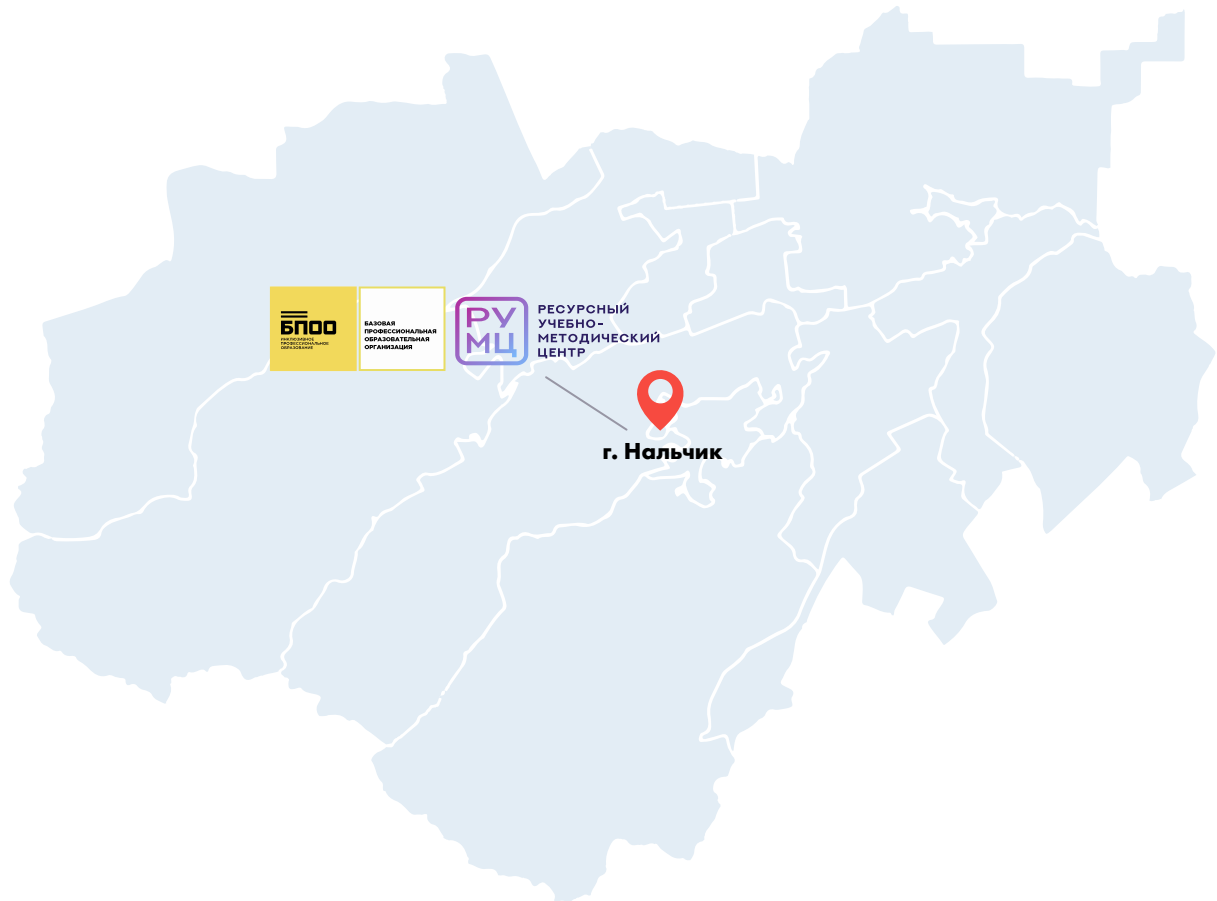 БПОО
ИНКЛЮЗИВНОЕ
ПРОФЕССИОНАЛЬНОЕ
ОБРАЗОВАНИЕ
БАЗОВАЯ
ПРОФЕССИОНАЛЬНАЯ
ОБРАЗОВАТЕЛЬНАЯ
ОРГАНИЗАЦИЯ
РУ
МЦ
РЕСУРСНЫЙ
УЧЕБНО-
МЕТОДИЧЕСКИЙ
ЦЕНТР
г. Нальчик